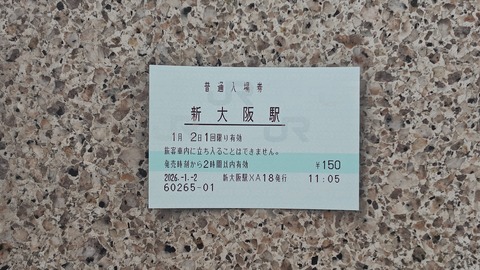 普通入場券
新大阪駅
1月 2日1回限り有効
旅客車内に立ち入ることはできません。
発売時刻から2時間以内有効 ¥150
2026.-1.-2 新大阪駅XA18発行 11:05
60265-01